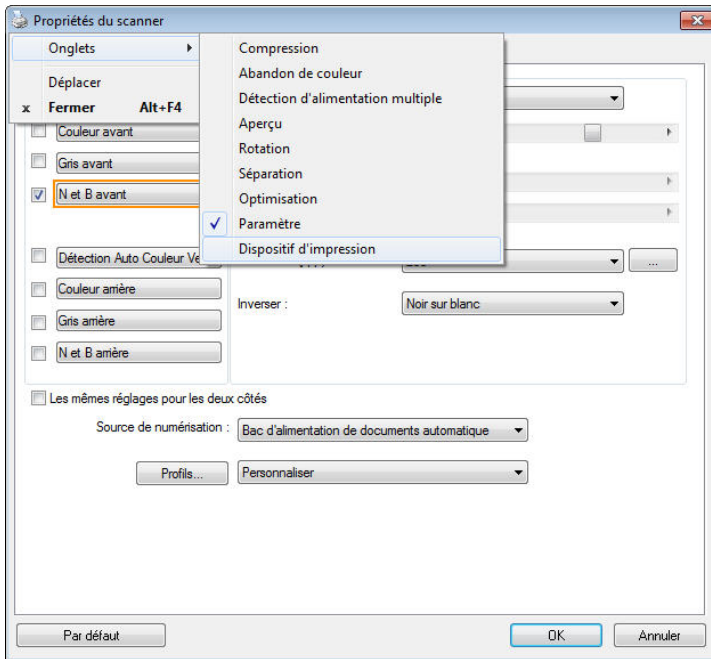 Propriétés du scanner
Onglets
Déplacer
x Fermer Alt+F4
Compression
Abandon de couleur
Détection d'alimentation multiple
Aperçu
Rotation
Séparation
Optimisation
Paramètre
Dispositif d'impression
Couleur avant
Gris avant
N et B avant
Détection Auto Couleur
Couleur arrière
Gris arrière
N et B arrière
Inverser :
Noir sur blanc
...
Les mêmes réglages pour les deux côtés
Source de numérisation :
Bac d'alimentation de documents automatique
Profils...
Personnaliser
Par défaut
OK
Annuler